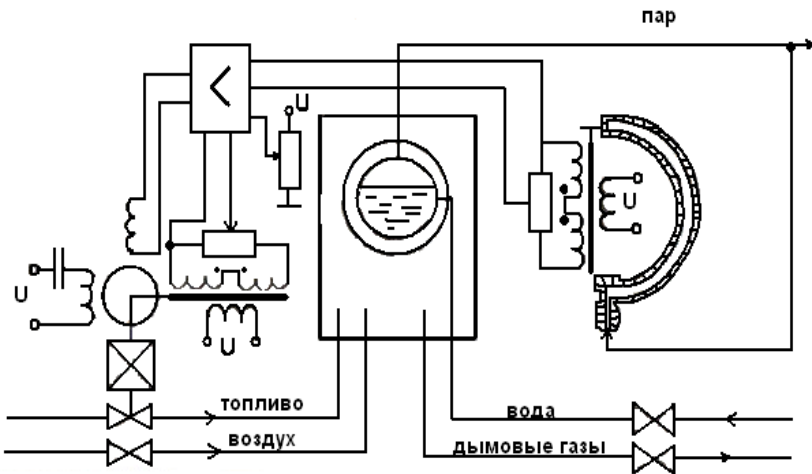 пар
U
U
U
U
топливо
вода
воздух
дымовые газы